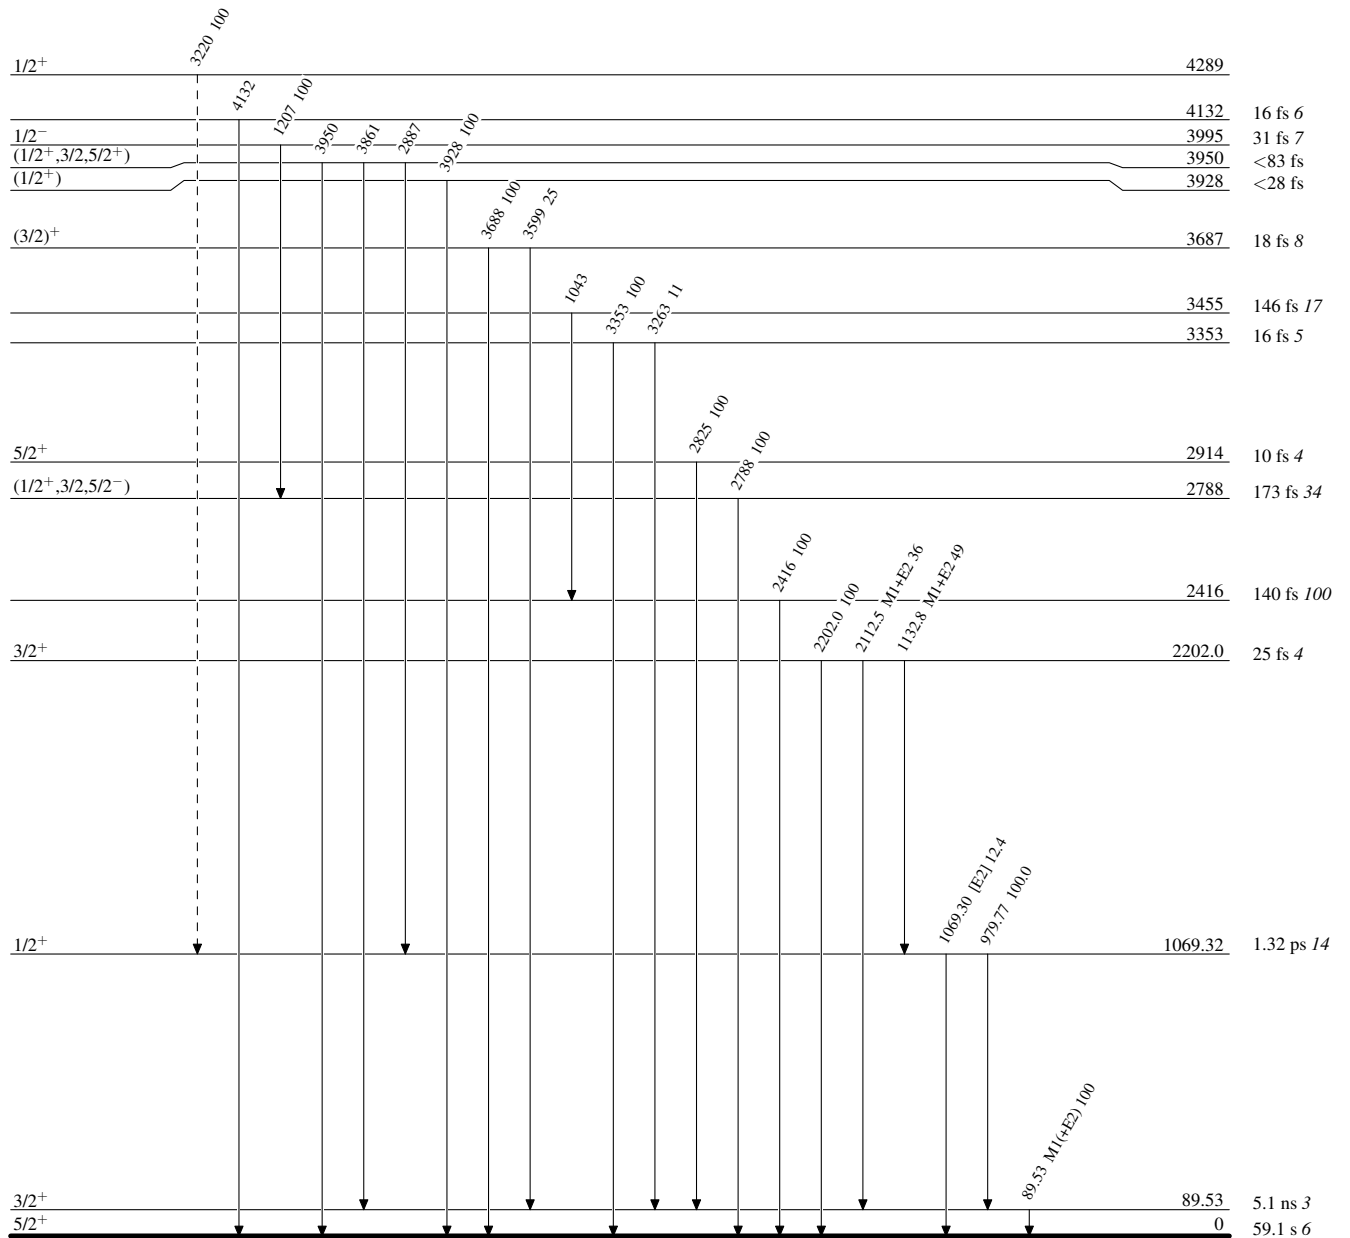 3220 100
1/2+ 4289
4132
4132 16 fs 6
1207 100
1/2− 3995 31 fs 7
3950
3861
2887
3928 100
(1/2+,3/2,5/2+) 3950 <83 fs
(1/2+) 3928 <28 fs
3688 100
3599 25
(3/2)+ 3687 18 fs 8
1043
3455 146 fs 17
3353 100
3263 11
3353 16 fs 5
2825 100
5/2+ 2914 10 fs 4
2788 100
(1/2+,3/2,5/2−) 2788 173 fs 34
2416 100
2416 140 fs 100
2202.0 100
2112.5 M1+E2 36
1132.8 M1+E2 49
3/2+ 2202.0 25 fs 4
1069.30 [E2] 12.4
979.77 100.0
1/2+ 1069.32 1.32 ps 14
89.53 M1(+E2) 100
3/2+ 89.53 5.1 ns 3
5/2+ 0 59.1 s 6